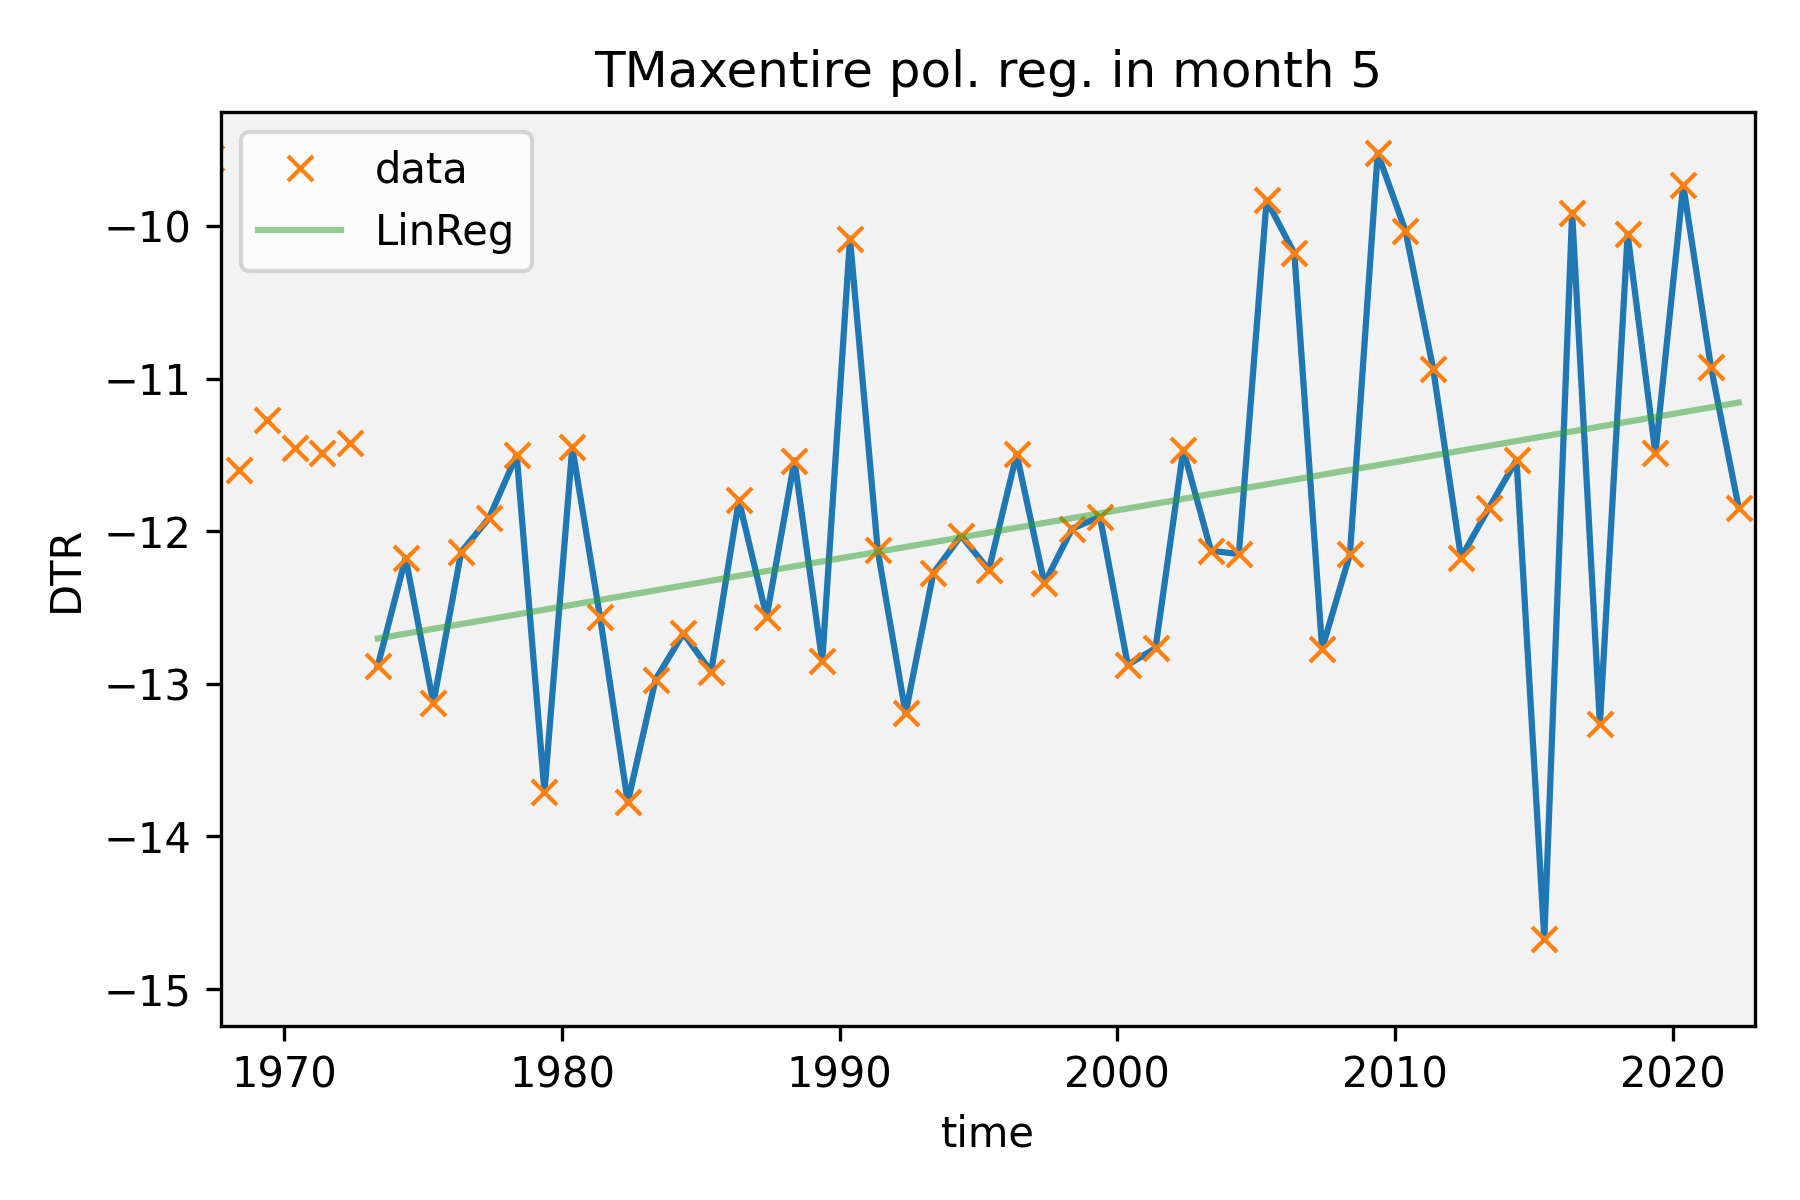 TMaxentire pol. reg. in month 5
data
LinReg
DTR
−10
−11
−12
−13
−14
−15
1970 1980 1990 2000 2010 2020
time